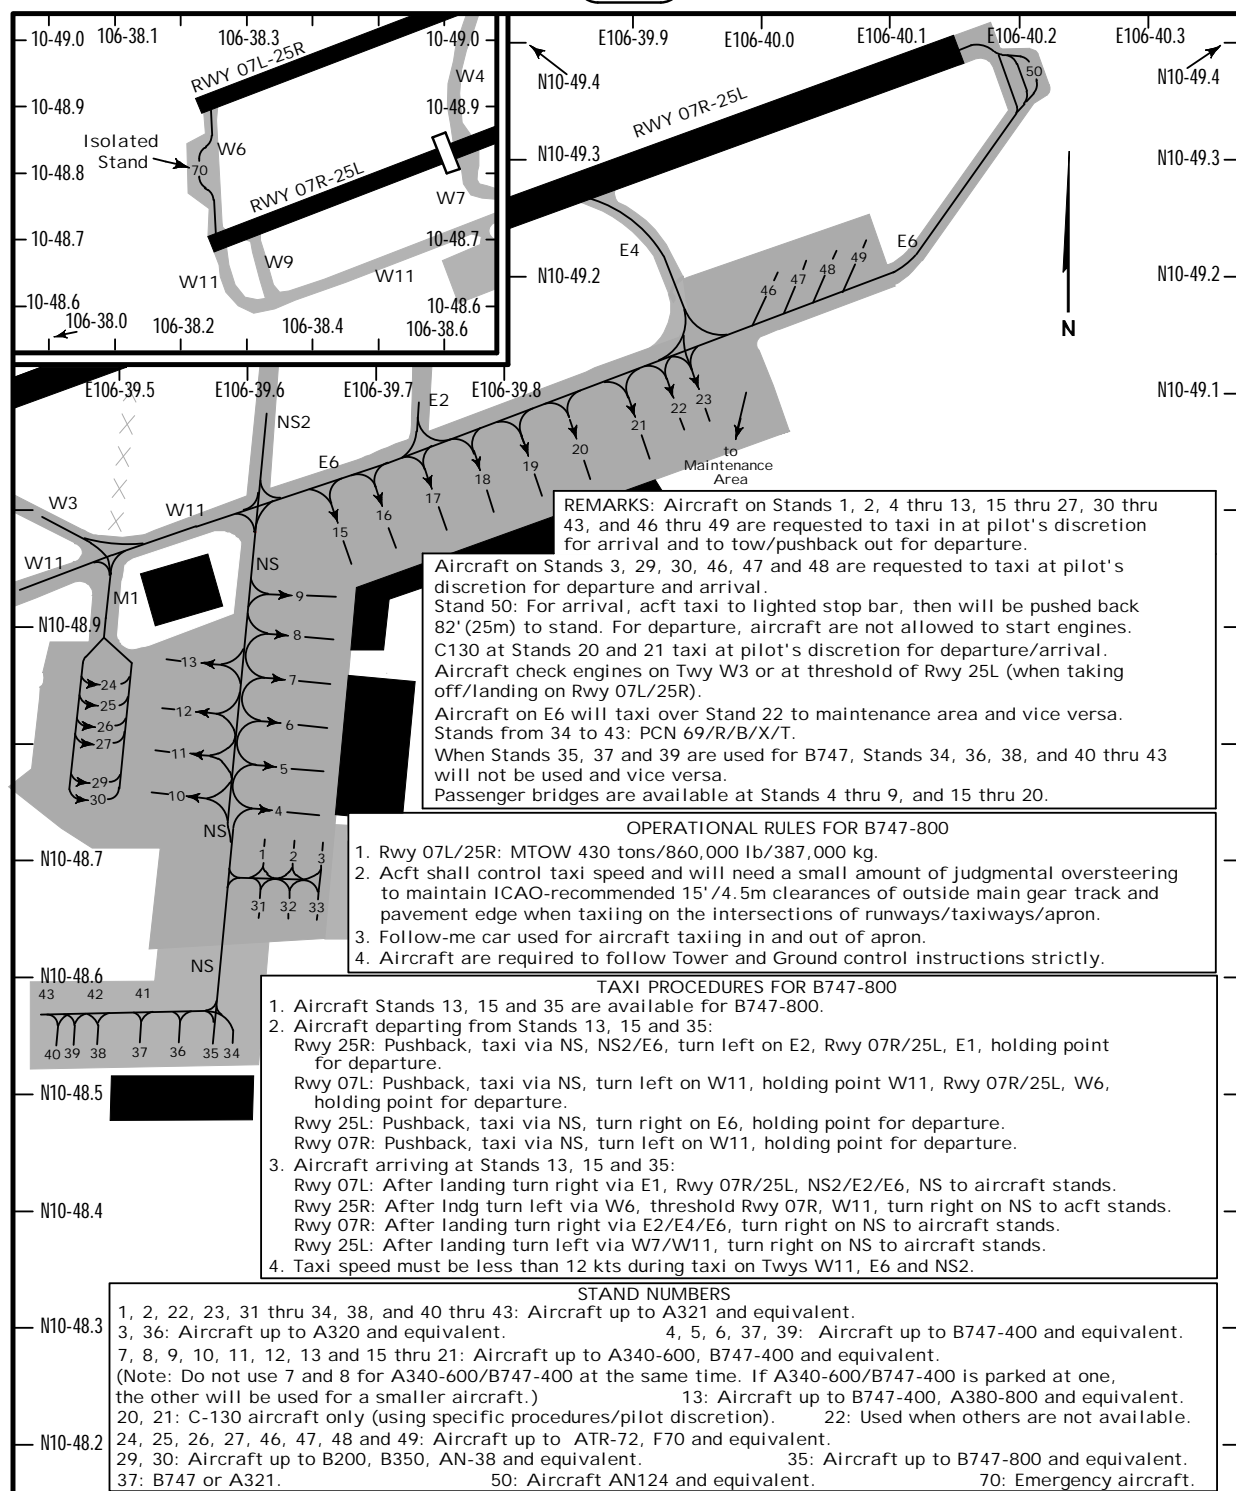 10-49.0 106-38.1 106-38.3 10-49.0
RWY 07L-25R
W4
10-48.9 10-48.9
Isolated
Stand
W6
70
10-48.8
RWY 07R-25L
W7
10-48.7 10-48.7
W11 W9 W11
10-48.6 10-48.6
106-38.0 106-38.2 106-38.4 106-38.6
E106-39.9 E106-40.0 E106-40.1 E106-40.2 E106-40.3
N10-49.4 50 N10-49.4
RWY 07R-25L
N10-49.3 N10-49.3
E4 E6
N10-49.2 46 47 48 49 N10-49.2
N
E106-39.5 E106-39.6 E106-39.7 E106-39.8 N10-49.1
NS2 E2
E6
15 16 17 18 19 20 21 22 23
to
Maintenance
Area
W3 W11
W11 M1 NS
N10-48.9
9
8
7
6
5
4
13
12
11
10
24
25
26
27
29
30
NS
N10-48.7
1 2 3
31 32 33
NS
N10-48.6
43 42 41
40 39 38 37 36 35 34
N10-48.5
N10-48.4
N10-48.3
N10-48.2
REMARKS: Aircraft on Stands 1, 2, 4 thru 13, 15 thru 27, 30 thru
43, and 46 thru 49 are requested to taxi in at pilot's discretion
for arrival and to tow/pushback out for departure.
Aircraft on Stands 3, 29, 30, 46, 47 and 48 are requested to taxi at pilot's
discretion for departure and arrival.
Stand 50: For arrival, acft taxi to lighted stop bar, then will be pushed back
82'(25m) to stand. For departure, aircraft are not allowed to start engines.
C130 at Stands 20 and 21 taxi at pilot's discretion for departure/arrival.
Aircraft check engines on Twy W3 or at threshold of Rwy 25L (when taking
off/landing on Rwy 07L/25R).
Aircraft on E6 will taxi over Stand 22 to maintenance area and vice versa.
Stands from 34 to 43: PCN 69/R/B/X/T.
When Stands 35, 37 and 39 are used for B747, Stands 34, 36, 38, and 40 thru 43
will not be used and vice versa.
Passenger bridges are available at Stands 4 thru 9, and 15 thru 20.
OPERATIONAL RULES FOR B747-800
1. Rwy 07L/25R: MTOW 430 tons/860,000 lb/387,000 kg.
2. Acft shall control taxi speed and will need a small amount of judgmental oversteering
to maintain ICAO-recommended 15'/4.5m clearances of outside main gear track and
pavement edge when taxiing on the intersections of runways/taxiways/apron.
3. Follow-me car used for aircraft taxiing in and out of apron.
4. Aircraft are required to follow Tower and Ground control instructions strictly.
TAXI PROCEDURES FOR B747-800
1. Aircraft Stands 13, 15 and 35 are available for B747-800.
2. Aircraft departing from Stands 13, 15 and 35:
Rwy 25R: Pushback, taxi via NS, NS2/E6, turn left on E2, Rwy 07R/25L, E1, holding point
for departure.
Rwy 07L: Pushback, taxi via NS, turn left on W11, holding point W11, Rwy 07R/25L, W6,
holding point for departure.
Rwy 25L: Pushback, taxi via NS, turn right on E6, holding point for departure.
Rwy 07R: Pushback, taxi via NS, turn left on W11, holding point for departure.
3. Aircraft arriving at Stands 13, 15 and 35:
Rwy 07L: After landing turn right via E1, Rwy 07R/25L, NS2/E2/E6, NS to aircraft stands.
Rwy 25R: After lndg turn left via W6, threshold Rwy 07R, W11, turn right on NS to acft stands.
Rwy 07R: After landing turn right via E2/E4/E6, turn right on NS to aircraft stands.
Rwy 25L: After landing turn left via W7/W11, turn right on NS to aircraft stands.
4. Taxi speed must be less than 12 kts during taxi on Twys W11, E6 and NS2.
STAND NUMBERS
1, 2, 22, 23, 31 thru 34, 38, and 40 thru 43: Aircraft up to A321 and equivalent.
3, 36: Aircraft up to A320 and equivalent. 4, 5, 6, 37, 39: Aircraft up to B747-400 and equivalent.
7, 8, 9, 10, 11, 12, 13 and 15 thru 21: Aircraft up to A340-600, B747-400 and equivalent.
(Note: Do not use 7 and 8 for A340-600/B747-400 at the same time. If A340-600/B747-400 is parked at one,
the other will be used for a smaller aircraft.) 13: Aircraft up to B747-400, A380-800 and equivalent.
20, 21: C-130 aircraft only (using specific procedures/pilot discretion). 22: Used when others are not available.
24, 25, 26, 27, 46, 47, 48 and 49: Aircraft up to ATR-72, F70 and equivalent.
29, 30: Aircraft up to B200, B350, AN-38 and equivalent. 35: Aircraft up to B747-800 and equivalent.
37: B747 or A321. 50: Aircraft AN124 and equivalent. 70: Emergency aircraft.